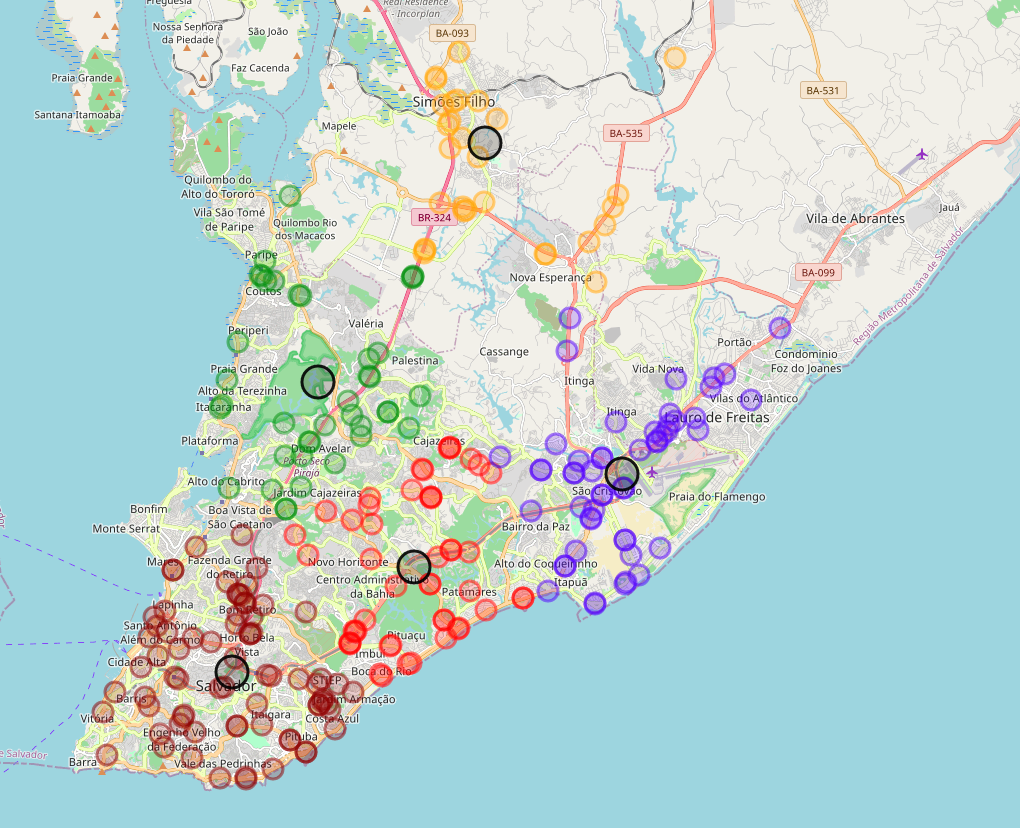 Freguesia
Real Residence
- Incorplan
Nossa Senhora
da Piedade
São João
BA-093
Praia Grande
Faz Cacenda
Simões Filho
BA-531
Santana Itamoaba
Mapele
BA-535
Quilombo do
Alto do Tororó
Vila São Tomé
de Paripe
Quilombo Rio
dos Macacos
BR-324
Vila de Abrantes
Jauá
Paripe
Coutos
Nova Esperança
BA-099
Região Metropolitana de Salvador
Periperi
Valéria
Palestina
Cassange
Portão
Condominio
Foz do Joanes
Praia Grande
Alto da Terezinha
Itacaranha
Itinga
Vida Nova
Vilas do Atlântico
Itinga
Lauro de Freitas
Plataforma
Dom Avelar
Porto Seco
Pirajá
Cajazeiras
Alto do Cabrito
Jardim Cajazeiras
São Cristóvão
Praia do Flamengo
Bonfim
Monte Serrat
Boa Vista de
São Caetano
Bairro da Paz
Mares
Fazenda Grande
do Retiro
Novo Horizonte
Centro Administrativo
da Bahia
Alto do Coqueirinho
Itapuã
Patamares
Lapinha
Bom Retiro
Santo Antônio
Além do Carmo
Horto Bela
Vista
Pituaçu
Imbuí
Cidade Alta
Boca do Rio
Salvador
STIEP
Barris
Jardim Armação
Vitória
Itaigara
Costa Azul
Engenho Velho
da Federação
Pituba
e Salvador
Barra
Vale das Pedrinhas